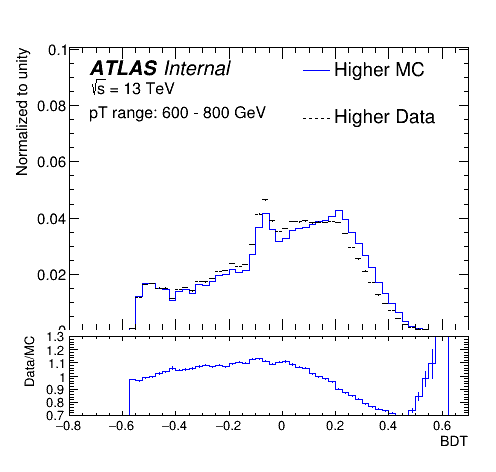 0.1
ATLAS Internal
√s = 13 TeV
pT range: 600 - 800 GeV
Higher MC
Higher Data
Normalized to unity
0.08
0.06
0.04
0.02
0
1.3
1.2
1.1
1
0.9
0.8
0.7
Data/MC
−0.8 −0.6 −0.4 −0.2 0 0.2 0.4 0.6
BDT